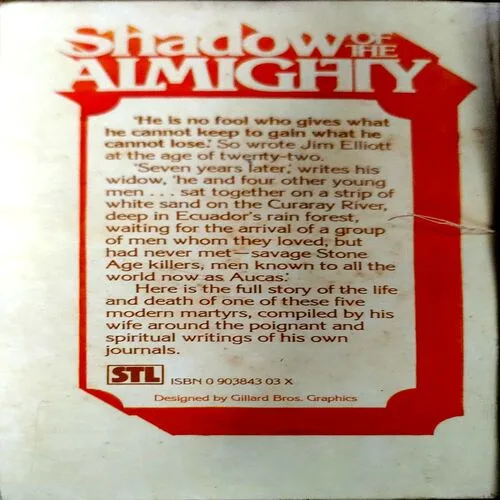 Shadow OF THE
ALMIGHTY
'He is no fool who gives what
he cannot keep to gain what he
cannot lose.' So wrote Jim Elliott
at the age of twenty-two.
'Seven years later,' writes his
widow, 'he and four other young
men . . . sat together on a strip of
white sand on the Curaray River,
deep in Ecuador's rain forest,
waiting for the arrival of a group
of men whom they loved, but
had never met—savage Stone
Age killers, men known to all the
world now as Aucas.'
Here is the full story of the life
and death of one of these five
modern martyrs, compiled by his
wife around the poignant and
spiritual writings of his own
journals.
STL ISBN 0 903843 03 X
Designed by Gillard Bros. Graphics